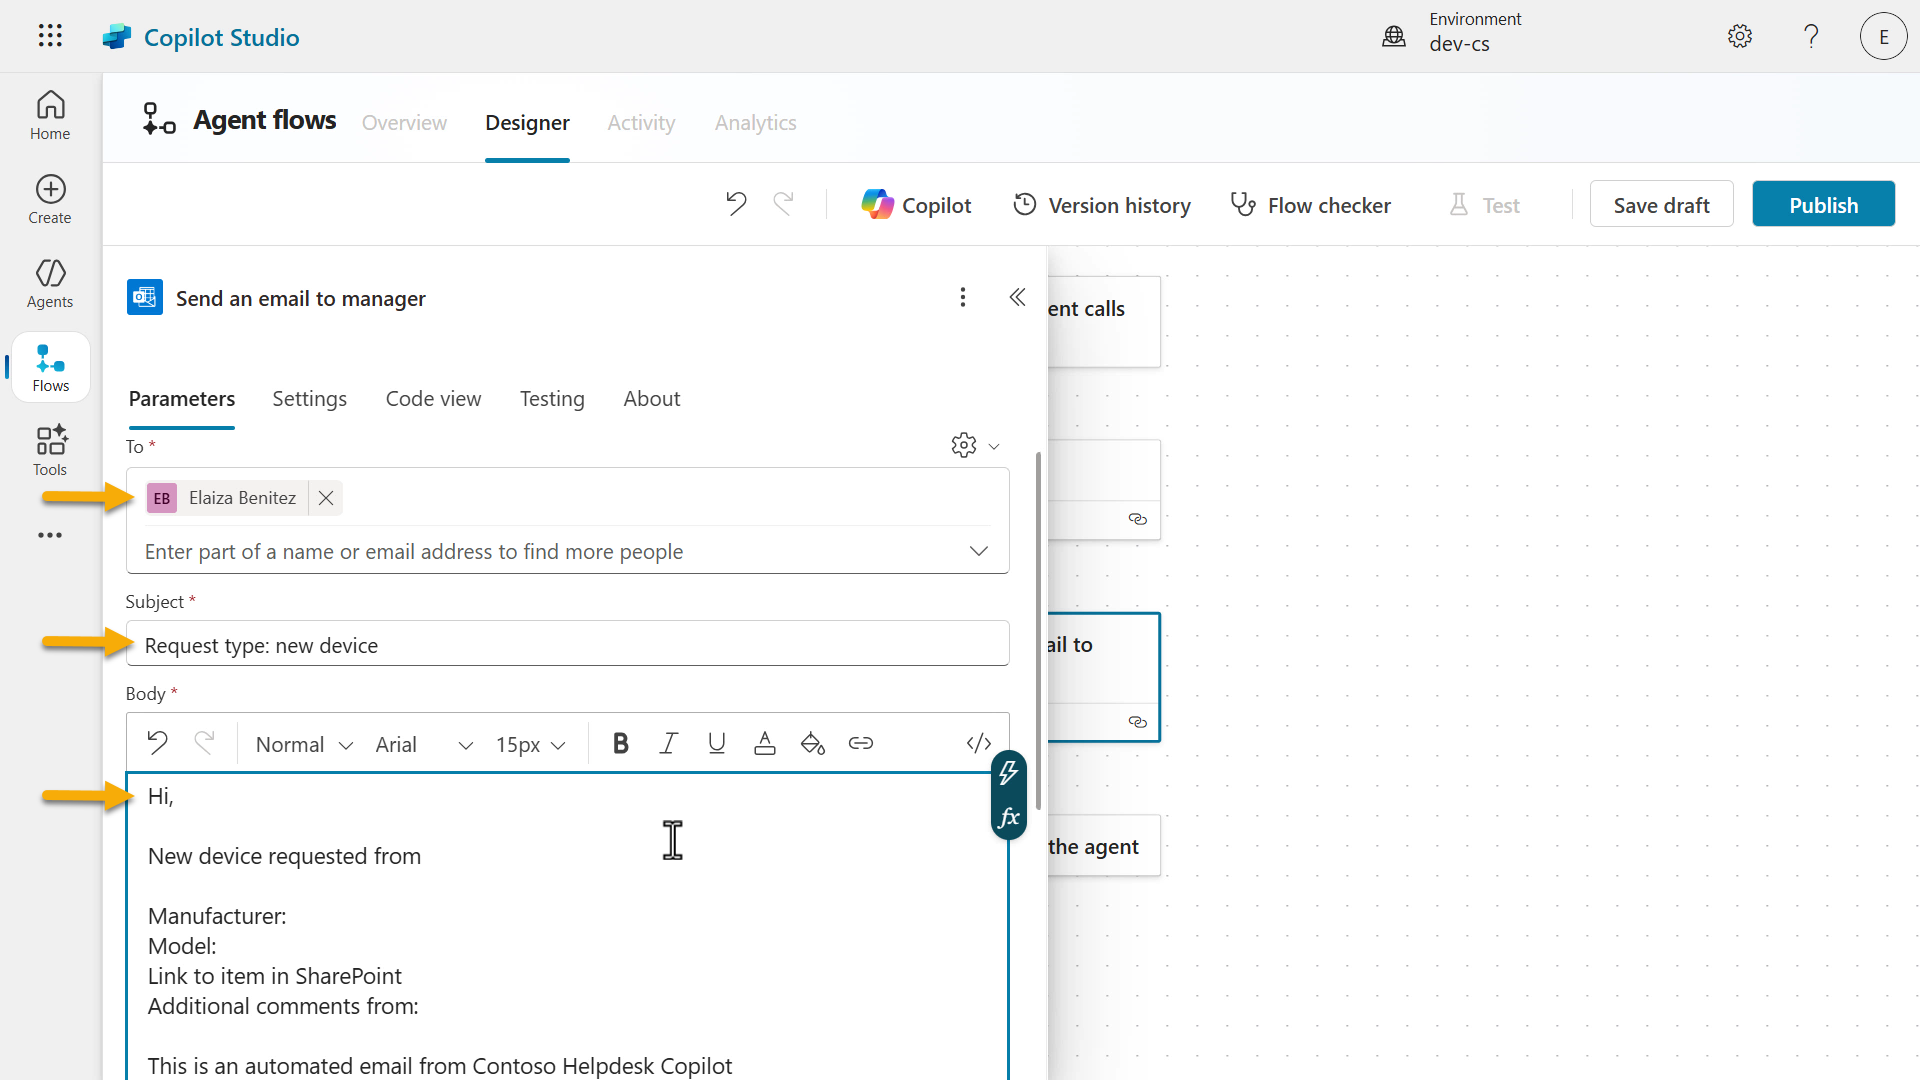 Copilot Studio
Environment
dev-cs
?
E
Home
Create
Agents
Flows
Tools
Agent flows
Overview
Designer
Activity
Analytics
Copilot
Version history
Flow checker
Test
Save draft
Publish
Send an email to manager
Parameters
Settings
Code view
Testing
About
To *
EB
Elaiza Benitez
Enter part of a name or email address to find more people
Subject *
Request type: new device
Body *
Normal
Arial
15px
B
I
U
A
</>
fx
Hi,
New device requested from
Manufacturer:
Model:
Link to item in SharePoint
Additional comments from:
This is an automated email from Contoso Helpdesk Copilot
ent calls
ail to
the agent